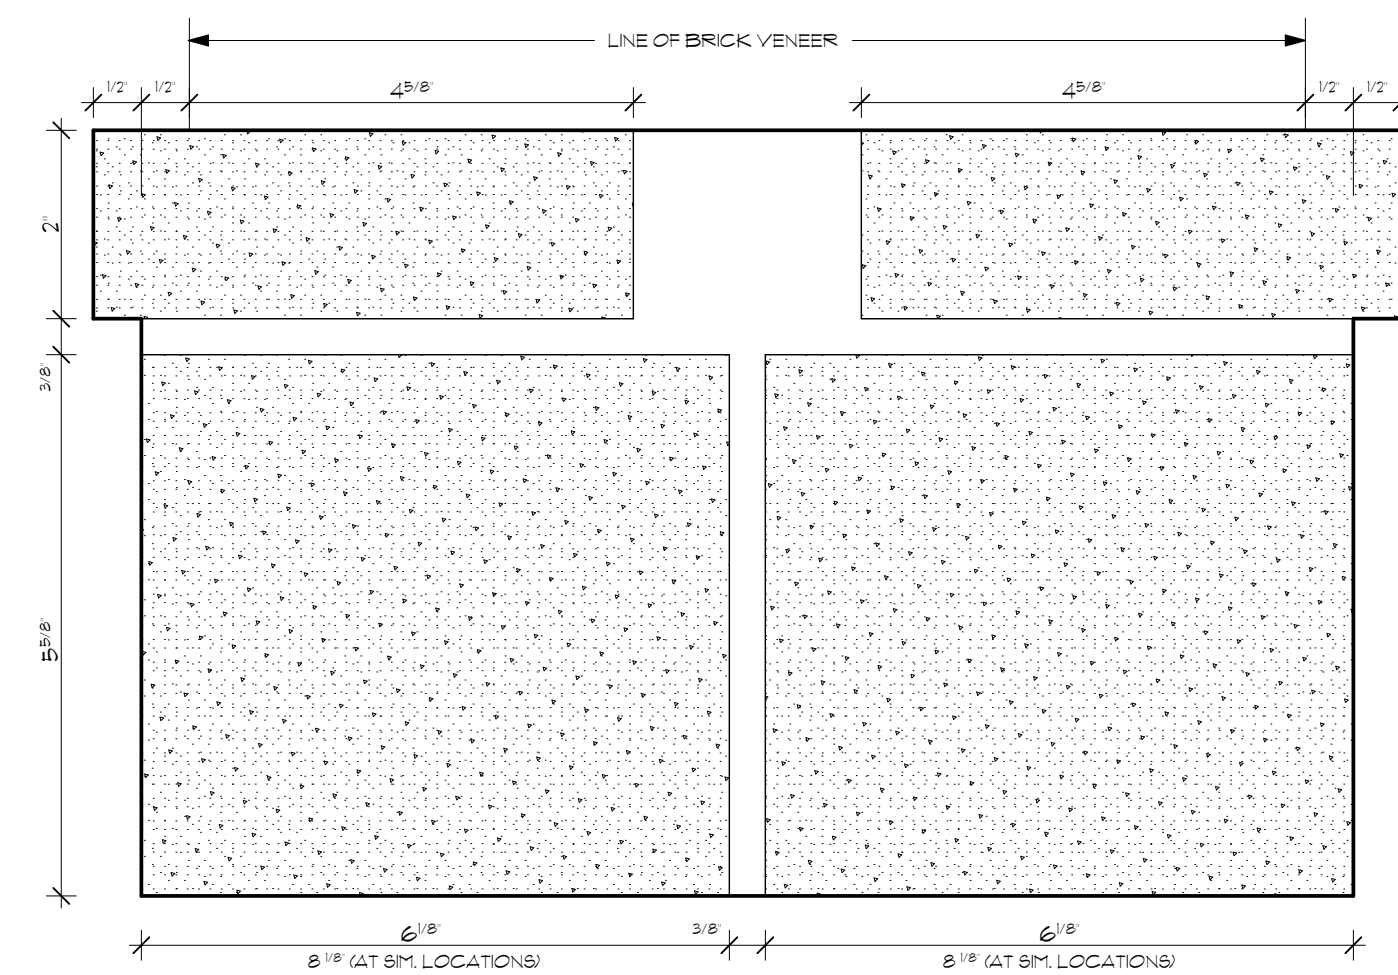 LINE OF BRICK VENEER
1/2" 1/2" 4 5/8" 4 5/8" 1/2" 1/2"
2"
3/8"
5 5/8"
6 1/8" 3/8" 6 1/8"
8 1/8" (AT SIM. LOCATIONS) 8 1/8" (AT SIM. LOCATIONS)